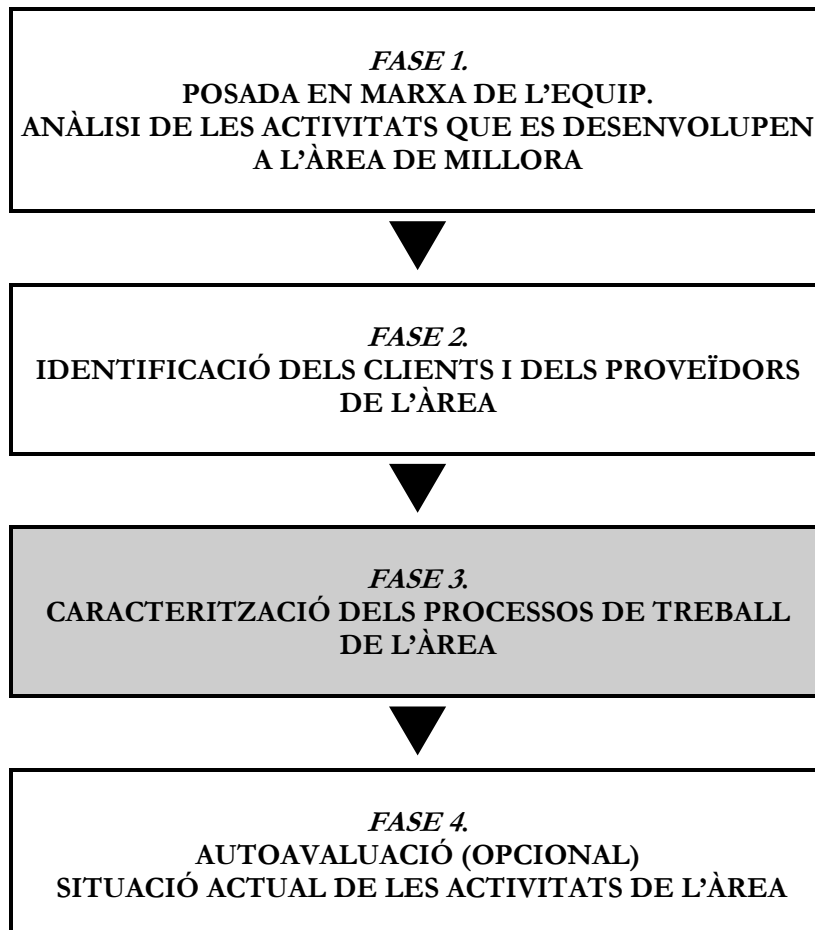 FASE 1.
POSADA EN MARXA DE L’EQUIP.
ANÀLISI DE LES ACTIVITATS QUE ES DESENVOLUPEN
A L’ÀREA DE MILLORA
FASE 2.
IDENTIFICACIÓ DELS CLIENTS I DELS PROVEÏDORS
DE L’ÀREA
FASE 3.
CARACTERITZACIÓ DELS PROCESSOS DE TREBALL
DE L’ÀREA
FASE 4.
AUTOAVALUACIÓ (OPCIONAL)
SITUACIÓ ACTUAL DE LES ACTIVITATS DE L’ÀREA